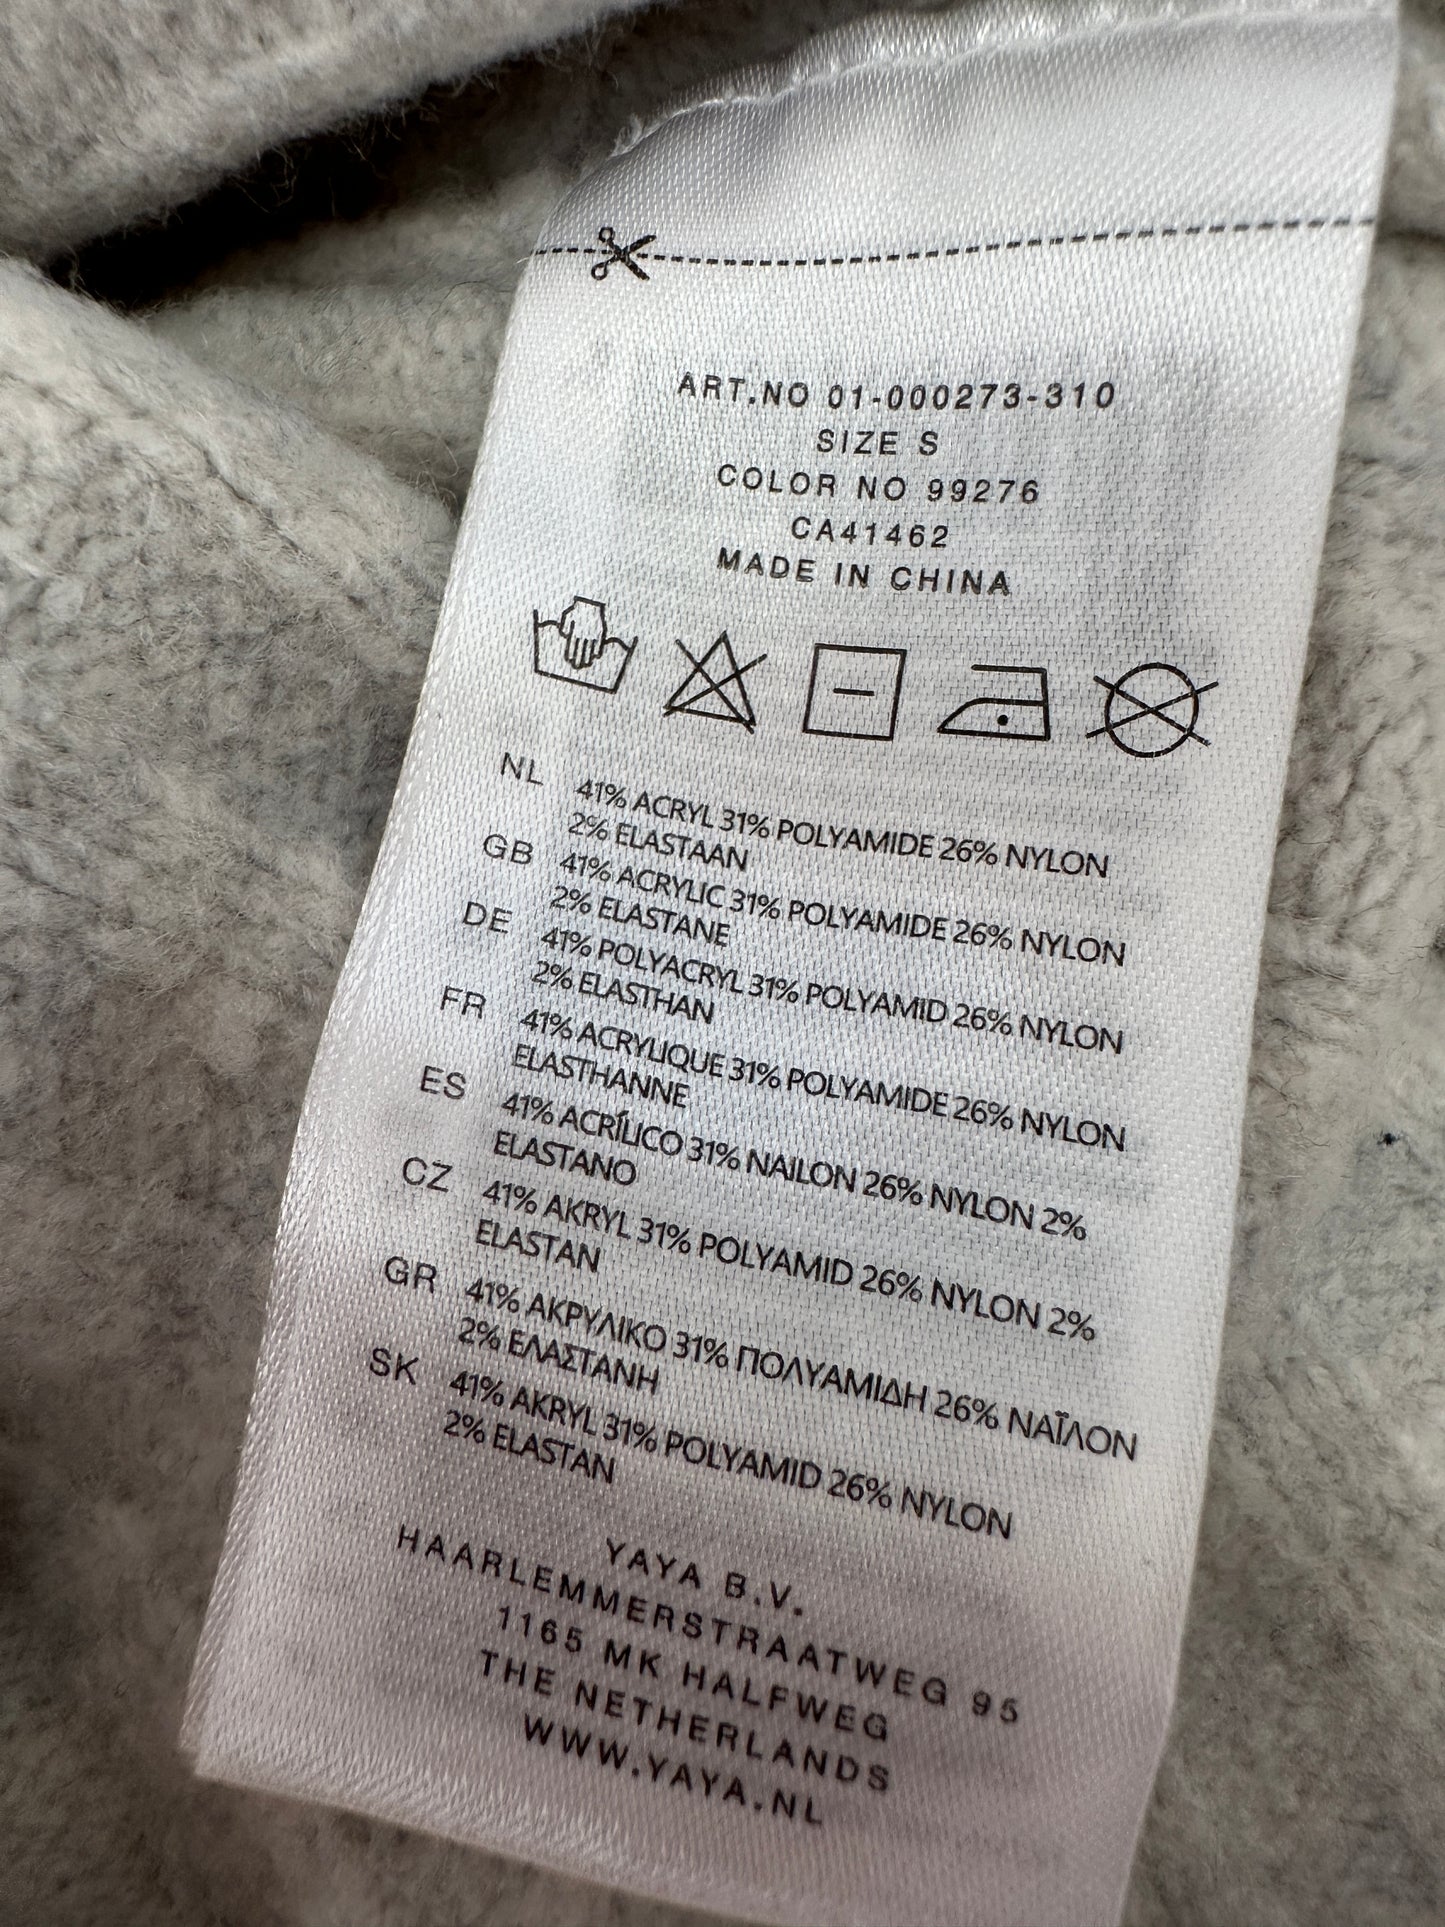 ART.NO 01-000273-310
SIZE S
COLOR NO 99276
CA41462
MADE IN CHINA
NL 41% ACRYL 31% POLYAMIDE 26% NYLON
2% ELASTAAN
GB 41% ACRYLIC 31% POLYAMIDE 26% NYLON
2% ELASTANE
DE 41% POLYACRYL 31% POLYAMID 26% NYLON
2% ELASTHAN
FR 41% ACRYLIQUE 31% POLYAMIDE 26% NYLON
ELASTHANNE
ES 41% ACRÍLICO 31% NAILON 26% NYLON 2%
ELASTANO
CZ 41% AKRYL 31% POLYAMID 26% NYLON 2%
ELASTAN
GR 41% ΑΚΡΥΛΙΚΟ 31% ΠΟΛΥΑΜΙΔΗ 26% ΝΑΪΛΟΝ
2% ΕΛΑΣΤΑΝΗ
SK 41% AKRYL 31% POLYAMID 26% NYLON
2% ELASTAN
YAYA B.V.
HAARLEMMERSTRAATWEG 95
1165 MK HALFWEG
THE NETHERLANDS
WWW.YAYA.NL